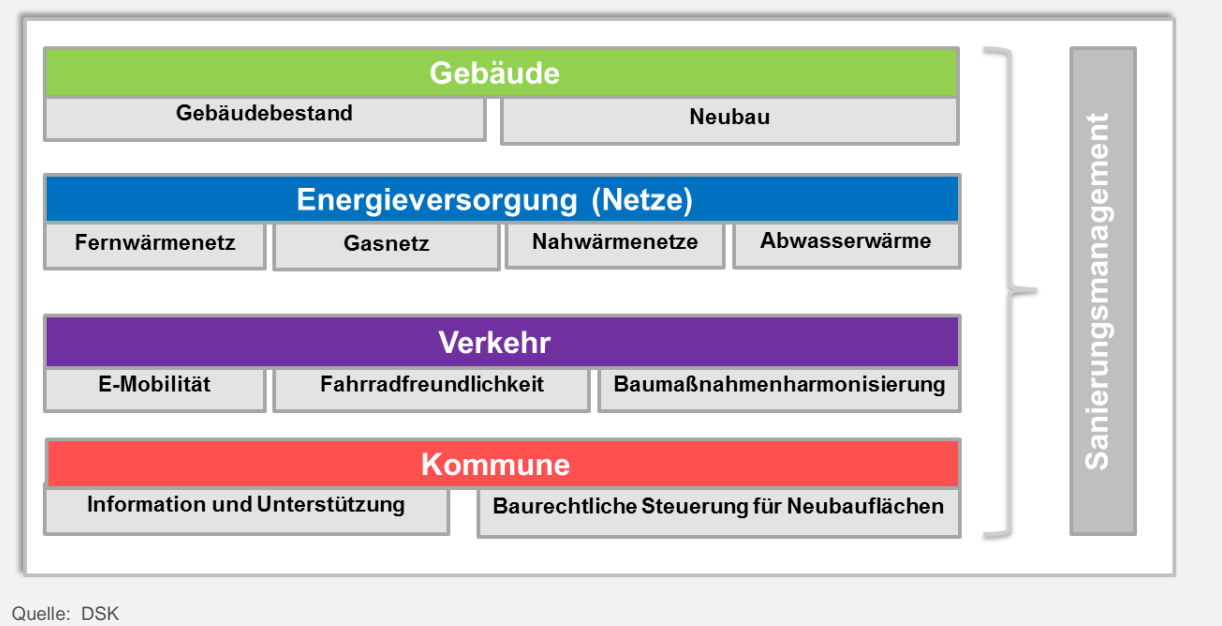 Gebäude
Gebäudebestand
Neubau
Energieversorgung (Netze)
Fernwärmenetz
Gasnetz
Nahwärmenetze
Abwasserwärme
Verkehr
E-Mobilität
Fahrradfreundlichkeit
Baumaßnahmenharmonisierung
Kommune
Information und Unterstützung
Baurechtliche Steuerung für Neubauflächen
Sanierungsmanagement
Quelle: DSK